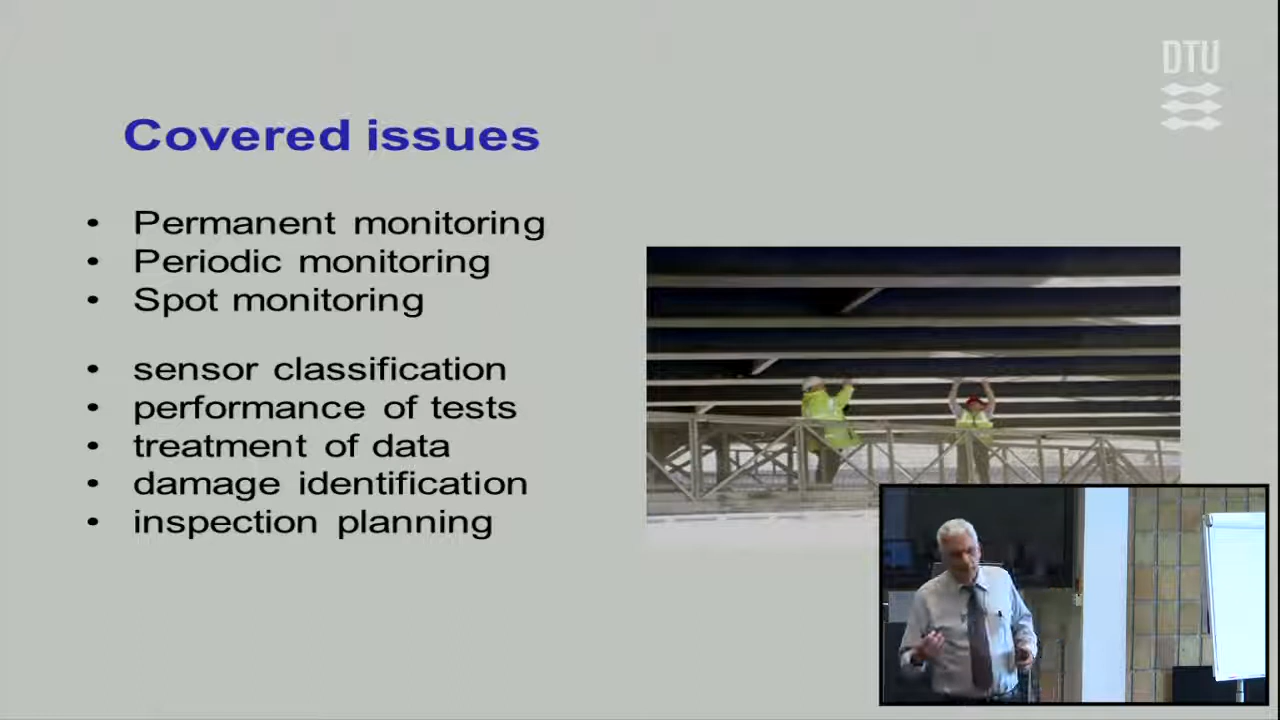 DTU
Covered issues
• Permanent monitoring
• Periodic monitoring
• Spot monitoring
• sensor classification
• performance of tests
• treatment of data
• damage identification
• inspection planning